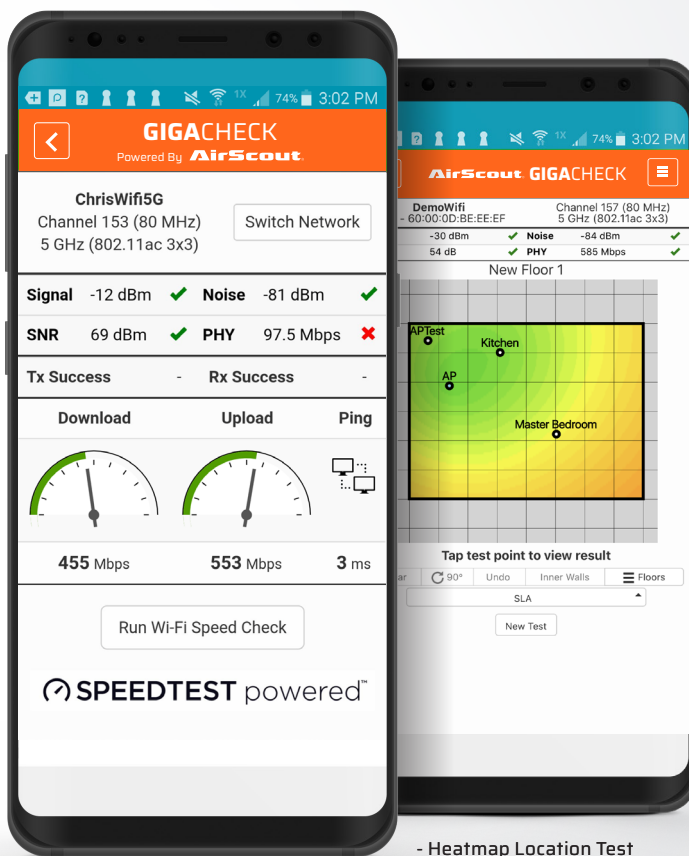 1X 74% 3:02 PM
GIGACHECK
Powered By AirScout.
ChrisWifi5G
Channel 153 (80 MHz)
5 GHz (802.11ac 3x3)
Switch Network
Signal -12 dBm Noise -81 dBm
SNR 69 dBm PHY 97.5 Mbps
Tx Success - Rx Success -
Download Upload Ping
455 Mbps 553 Mbps 3 ms
Run Wi-Fi Speed Check
SPEEDTEST powered™
1X 74% 3:02 PM
AirScout. GIGACHECK
DemoWifi
- 60:00:0D:BE:EE:EF
Channel 157 (80 MHz)
5 GHz (802.11ac 3x3)
-30 dBm Noise -84 dBm
54 dB PHY 585 Mbps
New Floor 1
APTest
Kitchen
AP
Master Bedroom
Tap test point to view result
90° Undo Inner Walls Floors
SLA
New Test
- Heatmap Location Test